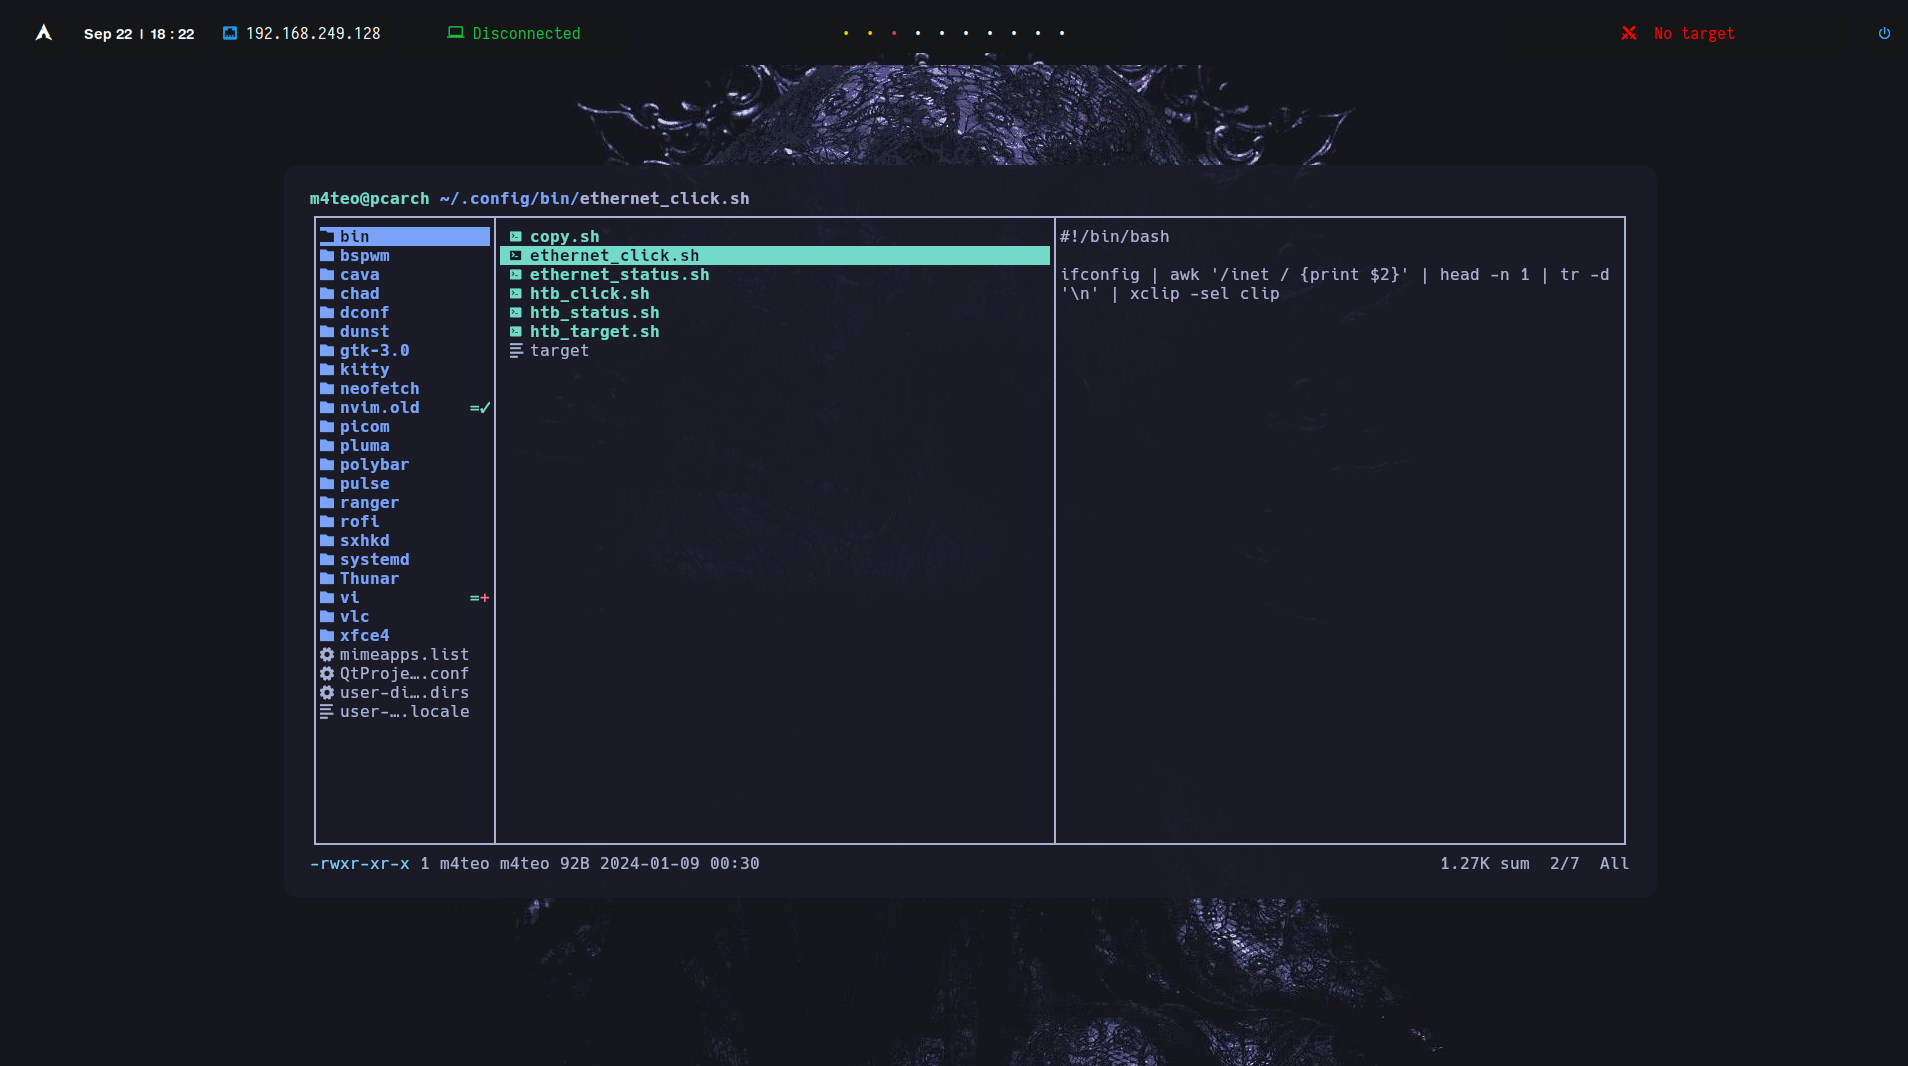 Sep 22 | 18 : 22
192.168.249.128
Disconnected
No target
m4teo@pcarch ~/.config/bin/ethernet_click.sh
bin
bspwm
cava
chad
dconf
dunst
gtk-3.0
kitty
neofetch
nvim.old =✓
picom
pluma
polybar
pulse
ranger
rofi
sxhkd
systemd
Thunar
vi =+
vlc
xfce4
mimeapps.list
QtProje….conf
user-di….dirs
user-….locale
copy.sh
ethernet_click.sh
ethernet_status.sh
htb_click.sh
htb_status.sh
htb_target.sh
target
#!/bin/bash
ifconfig | awk '/inet / {print $2}' | head -n 1 | tr -d
'\n' | xclip -sel clip
-rwxr-xr-x 1 m4teo m4teo 92B 2024-01-09 00:30
1.27K sum 2/7 All